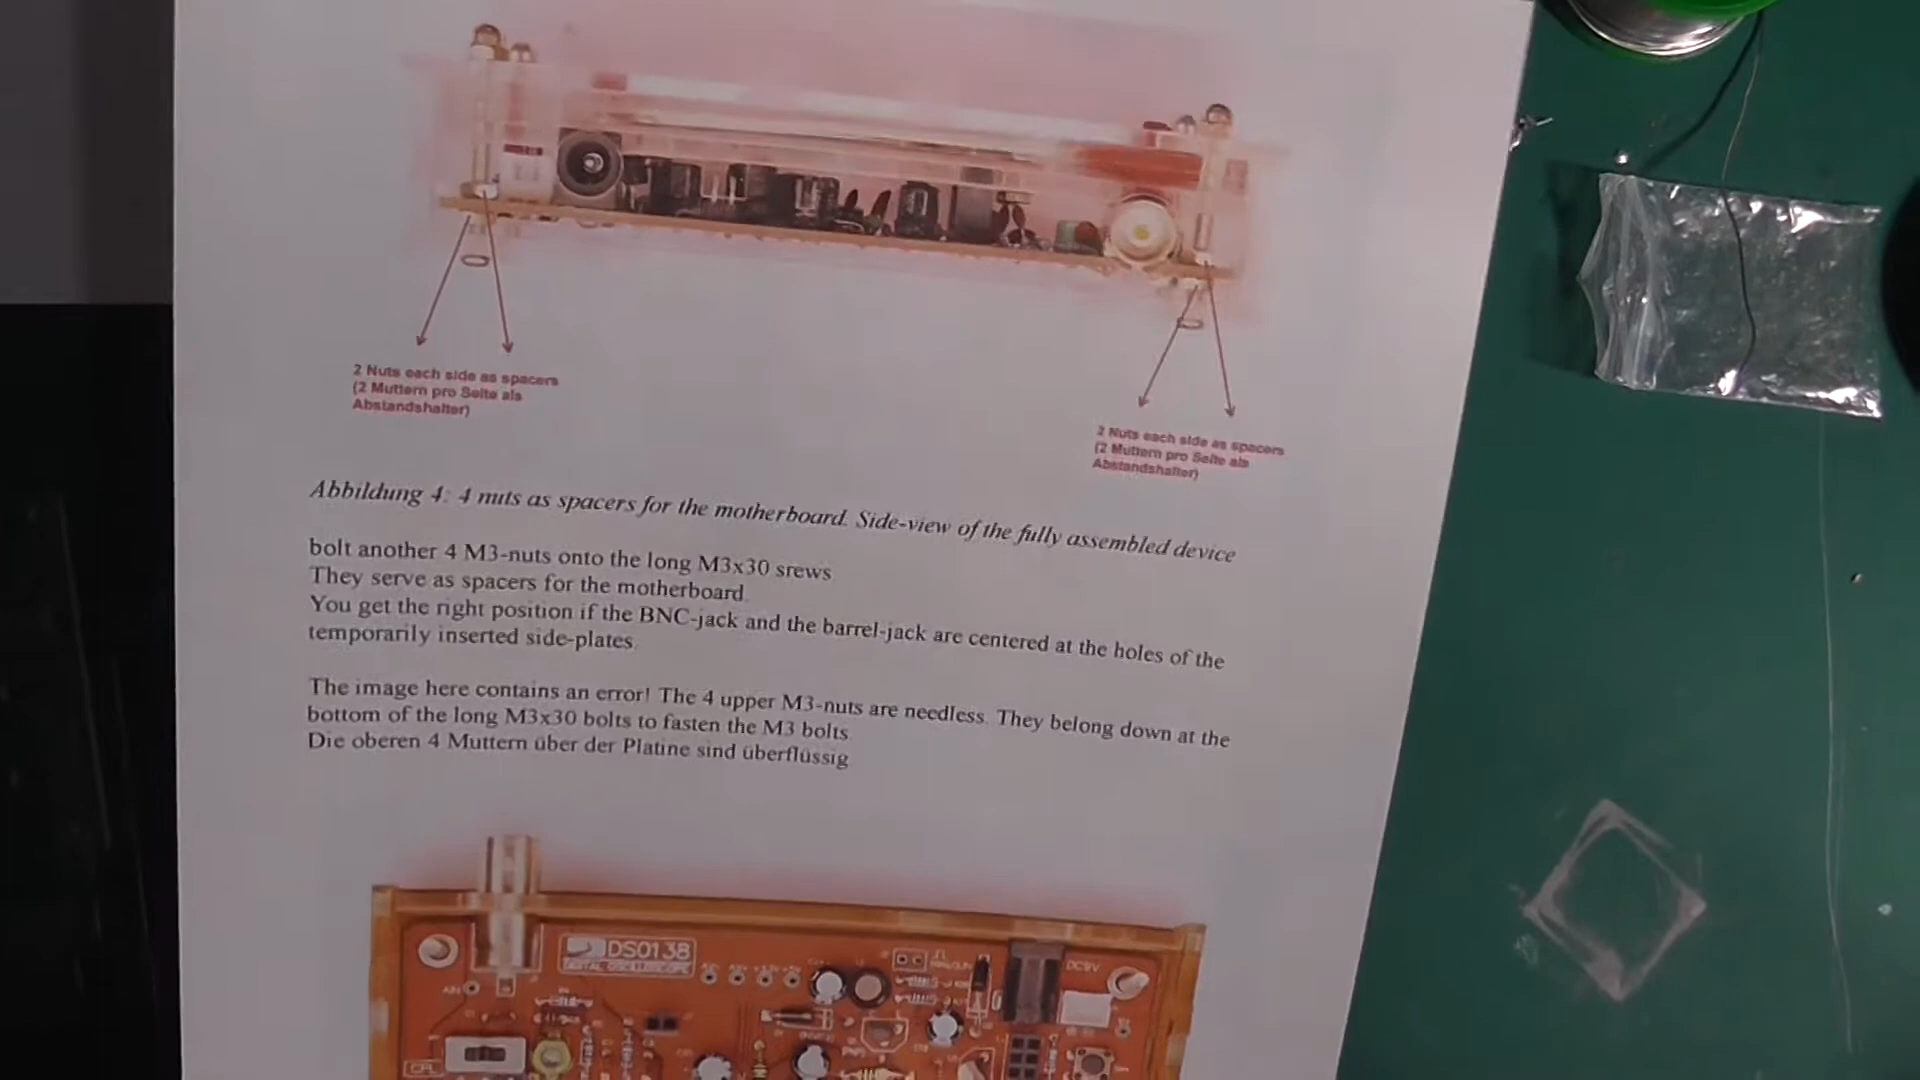 2 Nuts each side as spacers
(2 Muttern pro Seite als
Abstandshalter)
2 Nuts each side as spacers
(2 Muttern pro Seite als
Abstandshalter)
Abbildung 4: 4 nuts as spacers for the motherboard. Side-view of the fully assembled device
bolt another 4 M3-nuts onto the long M3x30 srews
They serve as spacers for the motherboard.
You get the right position if the BNC-jack and the barrel-jack are centered at the holes of the
temporarily inserted side-plates.
The image here contains an error! The 4 upper M3-nuts are needless. They belong down at the
bottom of the long M3x30 bolts to fasten the M3 bolts
Die oberen 4 Muttern über der Platine sind überflüssig
DSO138
DIGITAL OSCILLOSCOPE
DC9V
CPL